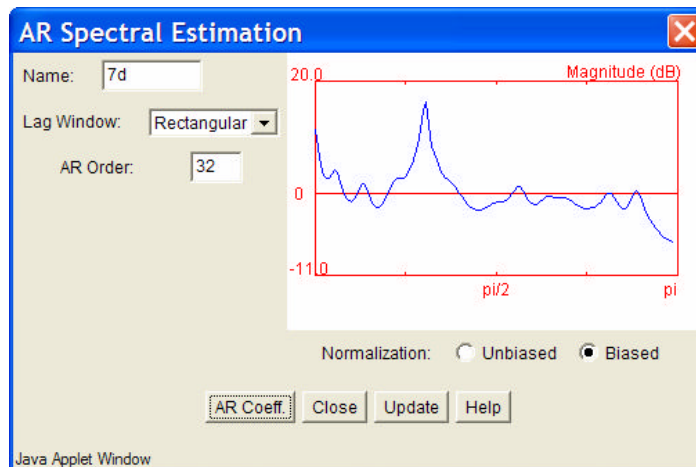 AR Spectral Estimation
Name: 7d
Lag Window: Rectangular
AR Order: 32
20.0
Magnitude (dB)
0
-11.0
pi/2
pi
Normalization: Unbiased Biased
AR Coeff. Close Update Help
Java Applet Window